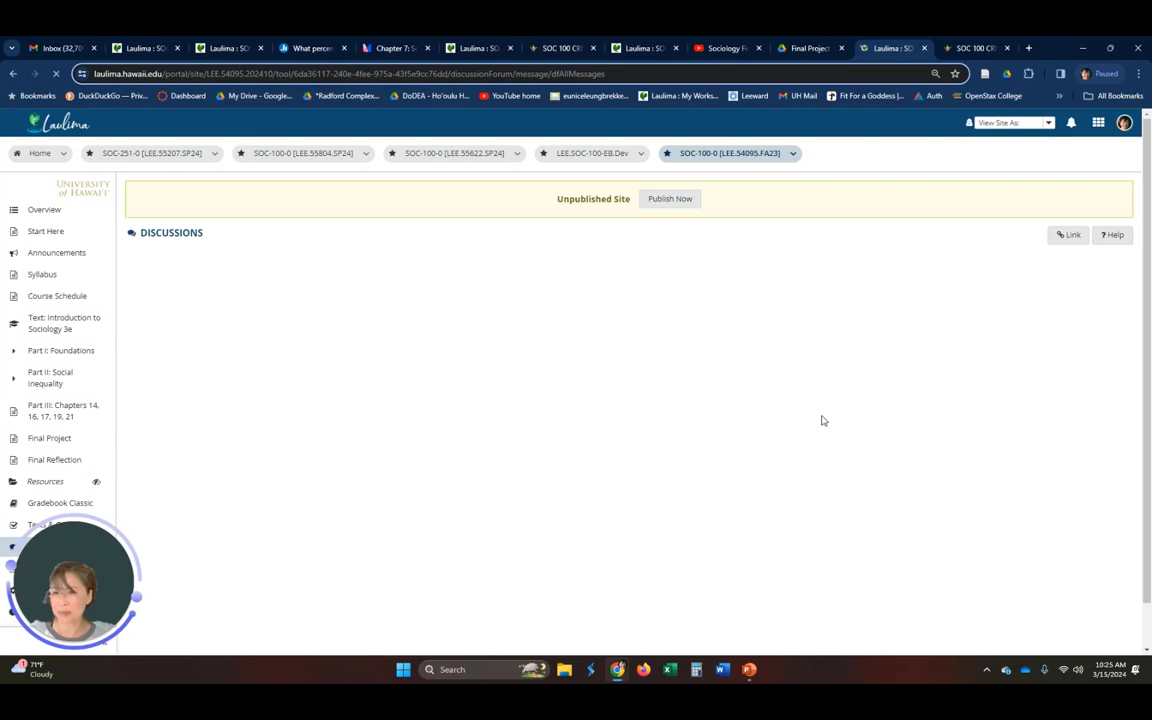 Inbox (32,70
Laulima : SO
Laulima : SO
What percen
Chapter 7: S
Laulima : SO
SOC 100 CRI
Laulima : SO
Sociology Fe
Final Project
Laulima : SO
SOC 100 CRI
laulima.hawaii.edu/portal/site/LEE.54095.202410/tool/6da36117-240e-4fee-975a-43f5e9cc76dd/discussionForum/message/dfAllMessages
Paused
Bookmarks
DuckDuckGo — Priv...
Dashboard
My Drive - Google...
*Radford Complex...
DoDEA - Ho'oulu H...
YouTube home
euniceleungbrekke...
Laulima : My Works...
Leeward
UH Mail
Fit For a Goddess |...
Auth
OpenStax College
»
All Bookmarks
Laulima
View Site As:
Home
SOC-251-0 [LEE.55207.SP24]
SOC-100-0 [LEE.55804.SP24]
SOC-100-0 [LEE.55622.SP24]
LEE.SOC-100-EB.Dev
SOC-100-0 [LEE.54095.FA23]
UNIVERSITY
of HAWAI'I
Unpublished Site
Publish Now
Overview
DISCUSSIONS
Link
? Help
Start Here
Announcements
Syllabus
Course Schedule
Text: Introduction to
Sociology 3e
Part I: Foundations
Part II: Social
Inequality
Part III: Chapters 14,
16, 17, 19, 21
Final Project
Final Reflection
Resources
Gradebook Classic
Tests &
71°F
Cloudy
Search
10:25 AM
3/15/2024